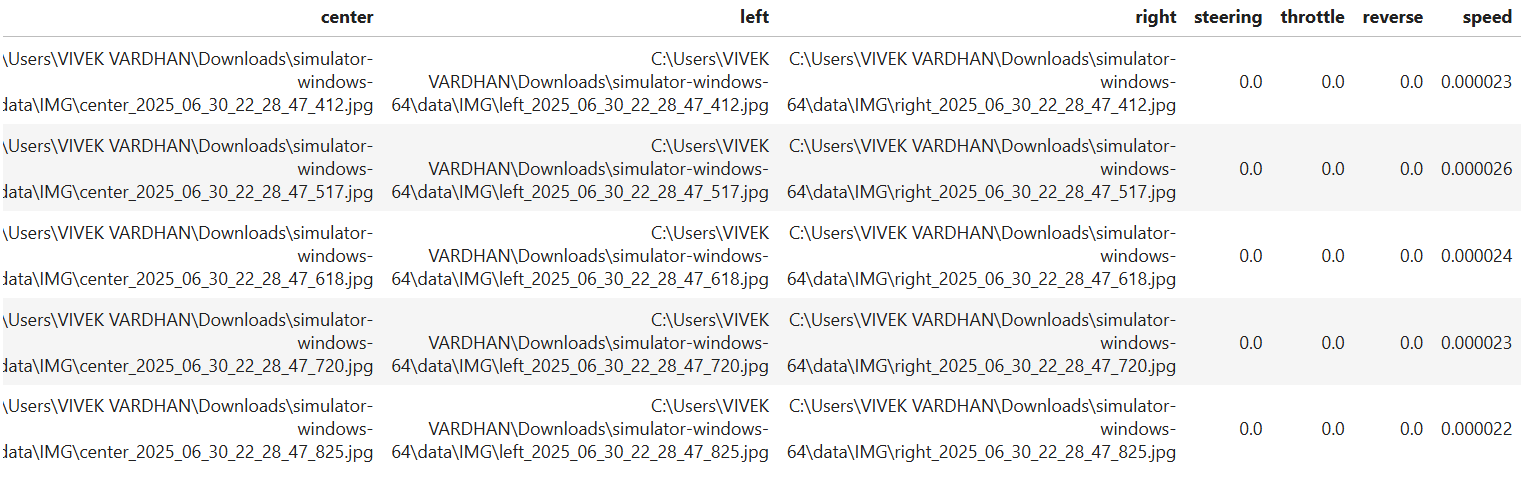 center left right steering throttle reverse speed
\Users\VIVEK VARDHAN\Downloads\simulator- C:\Users\VIVEK C:\Users\VIVEK VARDHAN\Downloads\simulator-
windows- VARDHAN\Downloads\simulator-windows- windows- 0.0 0.0 0.0 0.000023
data\IMG\center_2025_06_30_22_28_47_412.jpg 64\data\IMG\left_2025_06_30_22_28_47_412.jpg 64\data\IMG\right_2025_06_30_22_28_47_412.jpg
\Users\VIVEK VARDHAN\Downloads\simulator- C:\Users\VIVEK C:\Users\VIVEK VARDHAN\Downloads\simulator-
windows- VARDHAN\Downloads\simulator-windows- windows- 0.0 0.0 0.0 0.000026
data\IMG\center_2025_06_30_22_28_47_517.jpg 64\data\IMG\left_2025_06_30_22_28_47_517.jpg 64\data\IMG\right_2025_06_30_22_28_47_517.jpg
\Users\VIVEK VARDHAN\Downloads\simulator- C:\Users\VIVEK C:\Users\VIVEK VARDHAN\Downloads\simulator-
windows- VARDHAN\Downloads\simulator-windows- windows- 0.0 0.0 0.0 0.000024
data\IMG\center_2025_06_30_22_28_47_618.jpg 64\data\IMG\left_2025_06_30_22_28_47_618.jpg 64\data\IMG\right_2025_06_30_22_28_47_618.jpg
\Users\VIVEK VARDHAN\Downloads\simulator- C:\Users\VIVEK C:\Users\VIVEK VARDHAN\Downloads\simulator-
windows- VARDHAN\Downloads\simulator-windows- windows- 0.0 0.0 0.0 0.000023
data\IMG\center_2025_06_30_22_28_47_720.jpg 64\data\IMG\left_2025_06_30_22_28_47_720.jpg 64\data\IMG\right_2025_06_30_22_28_47_720.jpg
\Users\VIVEK VARDHAN\Downloads\simulator- C:\Users\VIVEK C:\Users\VIVEK VARDHAN\Downloads\simulator-
windows- VARDHAN\Downloads\simulator-windows- windows- 0.0 0.0 0.0 0.000022
data\IMG\center_2025_06_30_22_28_47_825.jpg 64\data\IMG\left_2025_06_30_22_28_47_825.jpg 64\data\IMG\right_2025_06_30_22_28_47_825.jpg